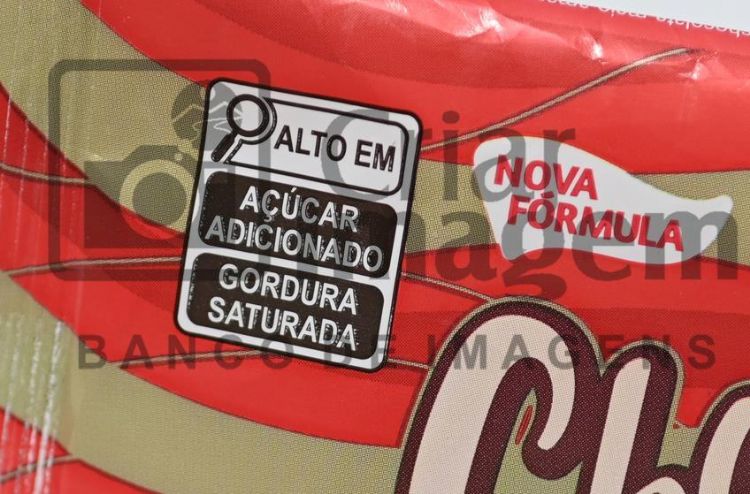 ALTO EM
AÇÚCAR
ADICIONADO
GORDURA
SATURADA
NOVA
FÓRMULA
Criar
imagem
BANCO DE IMAGENS